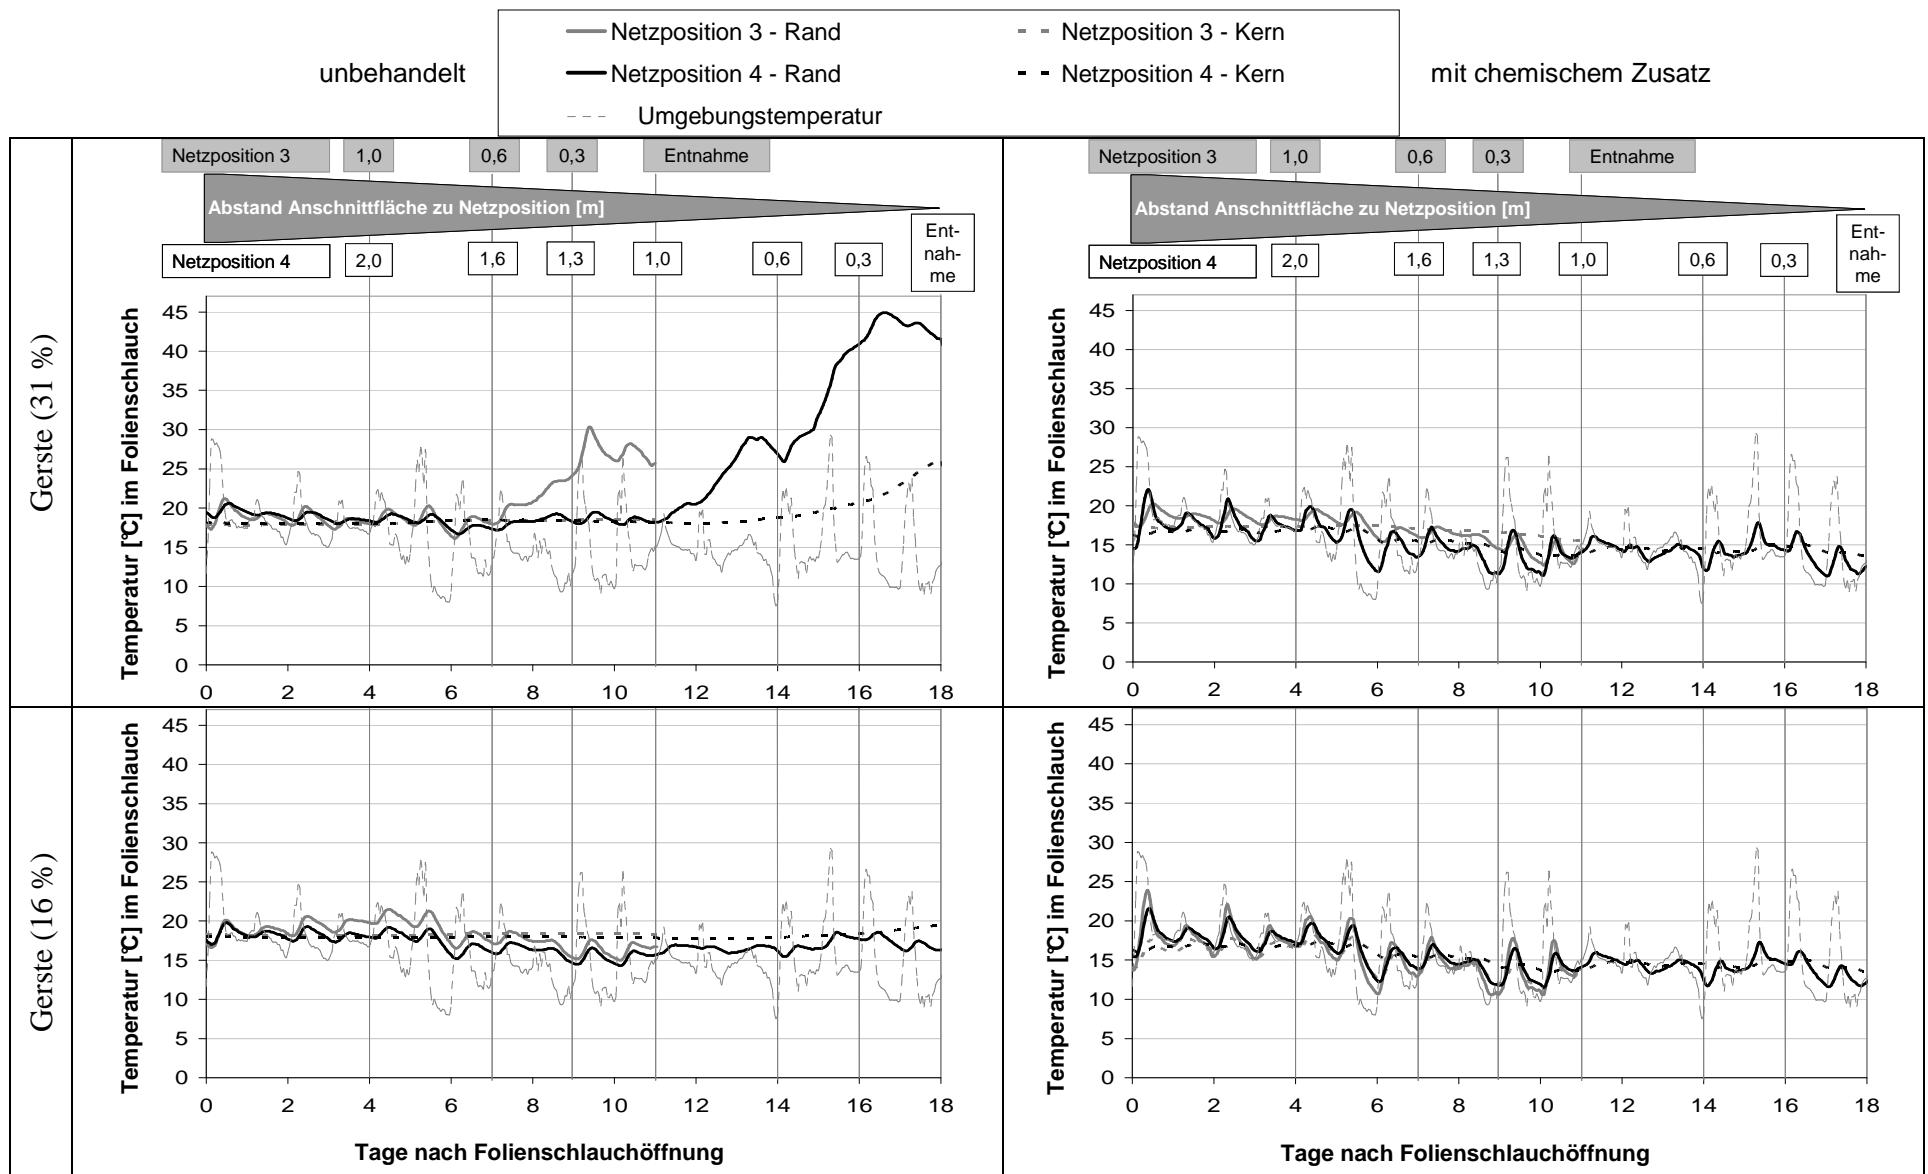 Netzposition 3 - Rand
Netzposition 3 - Kern
unbehandelt
Netzposition 4 - Rand
Netzposition 4 - Kern
mit chemischem Zusatz
Umgebungstemperatur
Gerste (31 %)
Netzposition 3
1,0
0,6
0,3
Entnahme
Abstand Anschnittfläche zu Netzposition [m]
Netzposition 4
2,0
1,6
1,3
1,0
0,6
0,3
Ent-
nah-
me
Temperatur [°C] im Folienschlauch
45
40
35
30
25
20
15
10
5
0
0 2 4 6 8 10 12 14 16 18
Netzposition 3
1,0
0,6
0,3
Entnahme
Abstand Anschnittfläche zu Netzposition [m]
Netzposition 4
2,0
1,6
1,3
1,0
0,6
0,3
Ent-
nah-
me
Temperatur [°C] im Folienschlauch
45
40
35
30
25
20
15
10
5
0
0 2 4 6 8 10 12 14 16 18
Gerste (16 %)
Temperatur [°C] im Folienschlauch
45
40
35
30
25
20
15
10
5
0
0 2 4 6 8 10 12 14 16 18
Tage nach Folienschlauchöffnung
Temperatur [°C] im Folienschlauch
45
40
35
30
25
20
15
10
5
0
0 2 4 6 8 10 12 14 16 18
Tage nach Folienschlauchöffnung